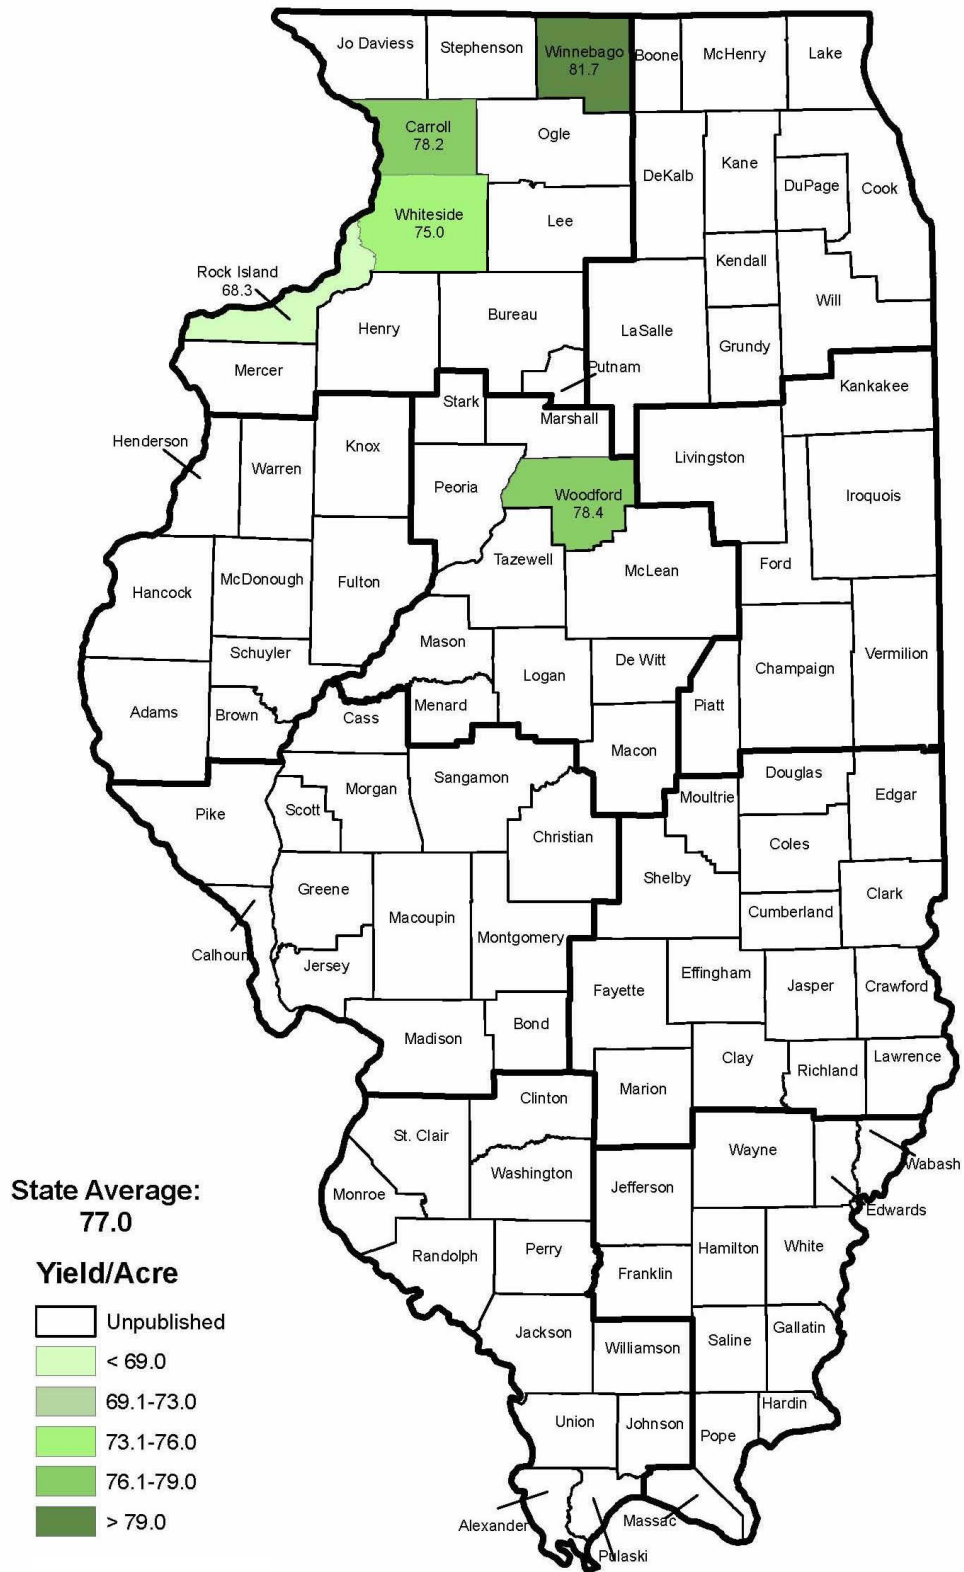 Jo Daviess
Stephenson
Winnebago
81.7
Boone
McHenry
Lake
Carroll
78.2
Ogle
DeKalb
Kane
DuPage
Cook
Whiteside
75.0
Lee
Rock Island
68.3
Kendall
Will
Henry
Bureau
LaSalle
Grundy
Mercer
Putnam
Kankakee
Stark
Marshall
Henderson
Warren
Knox
Peoria
Woodford
78.4
Livingston
Iroquois
Hancock
McDonough
Fulton
Tazewell
McLean
Ford
Schuyler
Mason
Logan
De Witt
Champaign
Vermilion
Adams
Brown
Cass
Menard
Macon
Piatt
Pike
Scott
Morgan
Sangamon
Christian
Moultrie
Douglas
Edgar
Coles
Shelby
Greene
Macoupin
Montgomery
Cumberland
Clark
Calhoun
Jersey
Fayette
Effingham
Jasper
Crawford
Madison
Bond
Clay
Richland
Lawrence
Clinton
Marion
St. Clair
Washington
Wayne
Wabash
Edwards
Monroe
Jefferson
Randolph
Perry
Hamilton
White
Franklin
Jackson
Williamson
Saline
Gallatin
Union
Johnson
Pope
Hardin
Alexander
Pulaski
Massac
State Average:
77.0
Yield/Acre
Unpublished
< 69.0
69.1-73.0
73.1-76.0
76.1-79.0
> 79.0